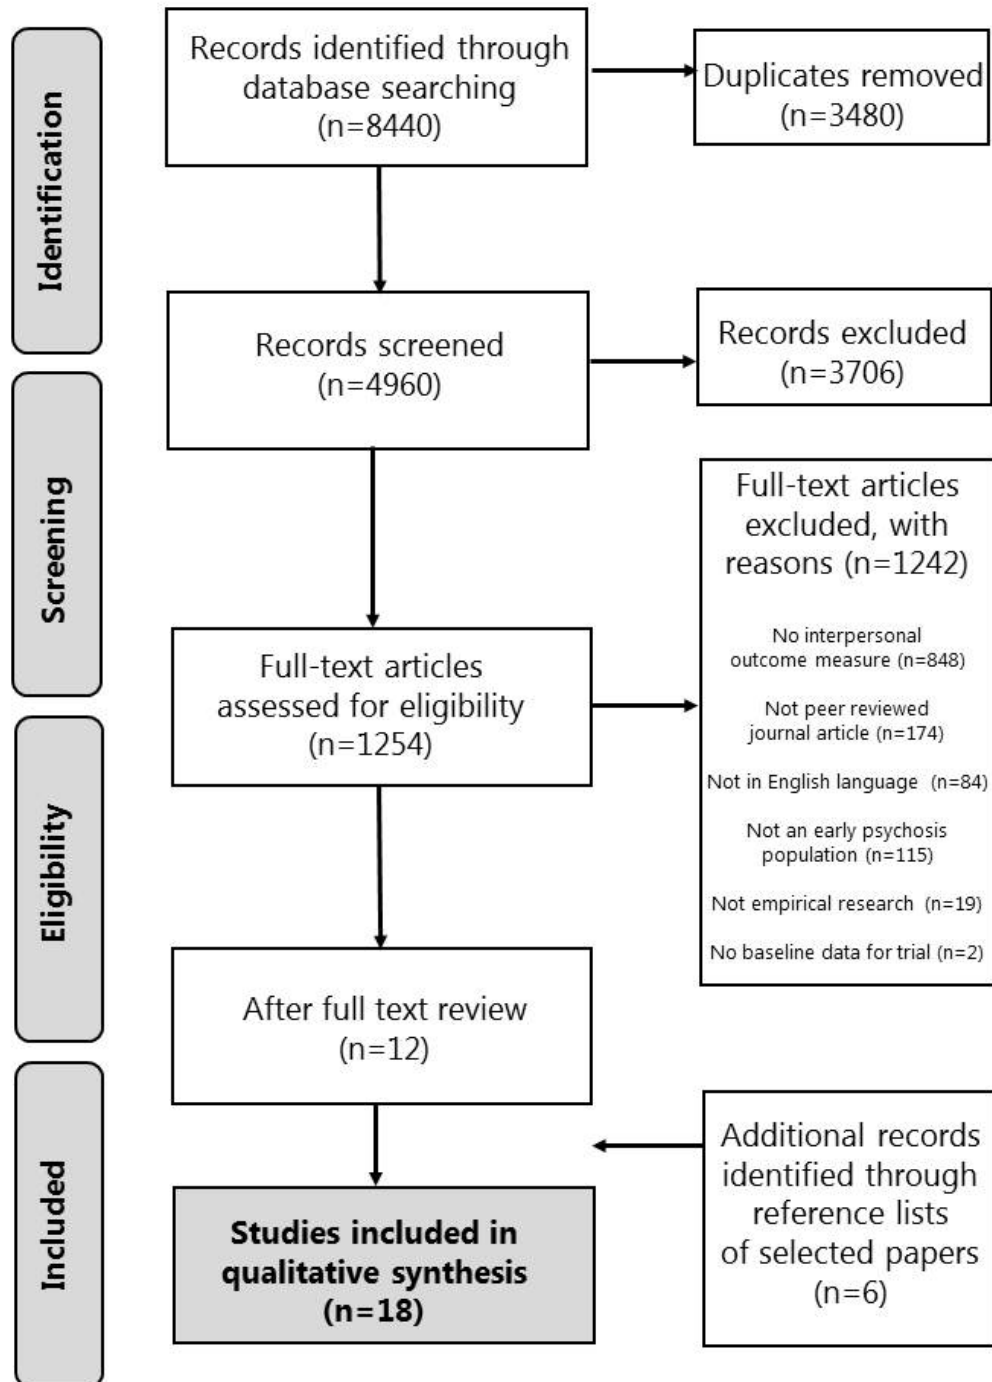 Identification
Records identified through
database searching
(n=8440)
Duplicates removed
(n=3480)
Records screened
(n=4960)
Records excluded
(n=3706)
Screening
Full-text articles
assessed for eligibility
(n=1254)
Full-text articles
excluded, with
reasons (n=1242)
No interpersonal
outcome measure (n=848)
Not peer reviewed
journal article (n=174)
Not in English language (n=84)
Not an early psychosis
population (n=115)
Not empirical research (n=19)
No baseline data for trial (n=2)
Eligibility
After full text review
(n=12)
Included
Additional records
identified through
reference lists
of selected papers
(n=6)
Studies included in
qualitative synthesis
(n=18)